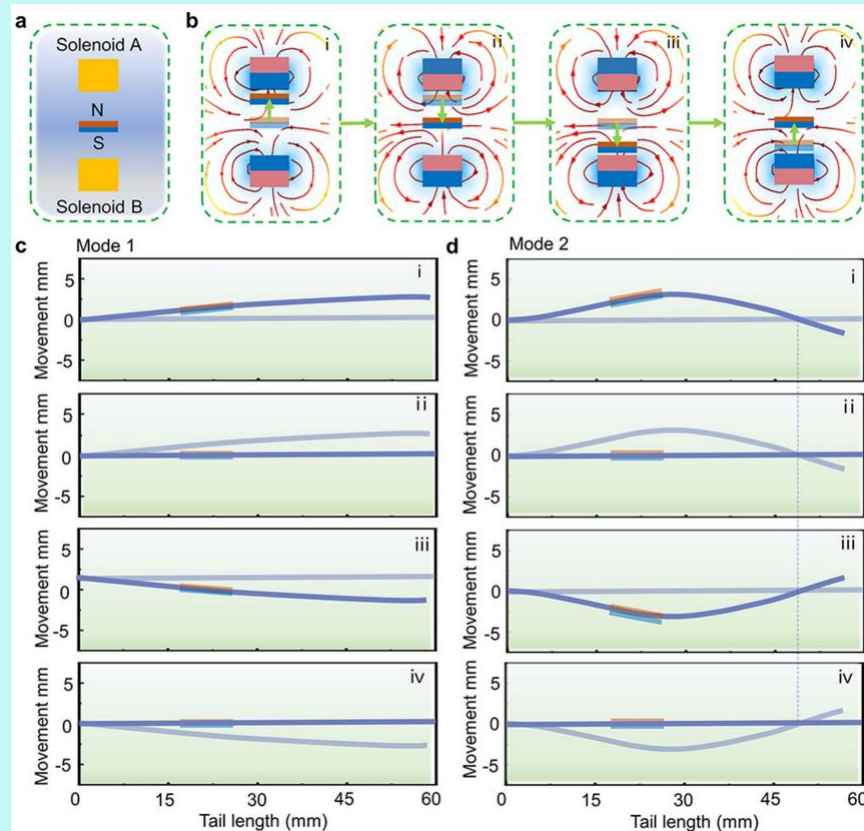 a
Solenoid A
N
S
Solenoid B
b
i
ii
iii
iv
c Mode 1
Movement mm
5
0
-5
i
Movement mm
5
0
-5
ii
Movement mm
5
0
-5
iii
Movement mm
5
0
-5
iv
0 15 30 45 60
Tail length (mm)
d Mode 2
Movement mm
5
0
-5
i
Movement mm
5
0
-5
ii
Movement mm
5
0
-5
iii
Movement mm
5
0
-5
iv
0 15 30 45 60
Tail length (mm)